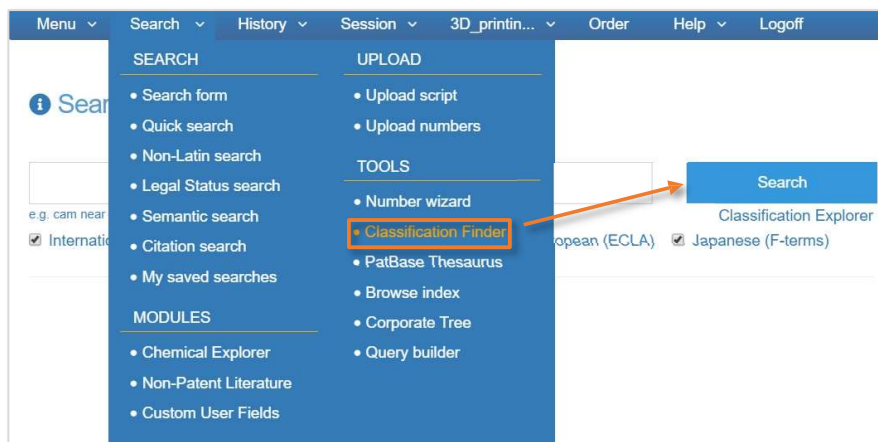 Menu Search History Session 3D_printin... Order Help Logoff
SEARCH
• Search form
• Quick search
• Non-Latin search
• Legal Status search
• Semantic search
• Citation search
• My saved searches
MODULES
• Chemical Explorer
• Non-Patent Literature
• Custom User Fields
UPLOAD
• Upload script
• Upload numbers
TOOLS
• Number wizard
• Classification Finder
• PatBase Thesaurus
• Browse index
• Corporate Tree
• Query builder
Sear
Search
e.g. cam near
Classification Explorer
Internatio
opean (ECLA) Japanese (F-terms)